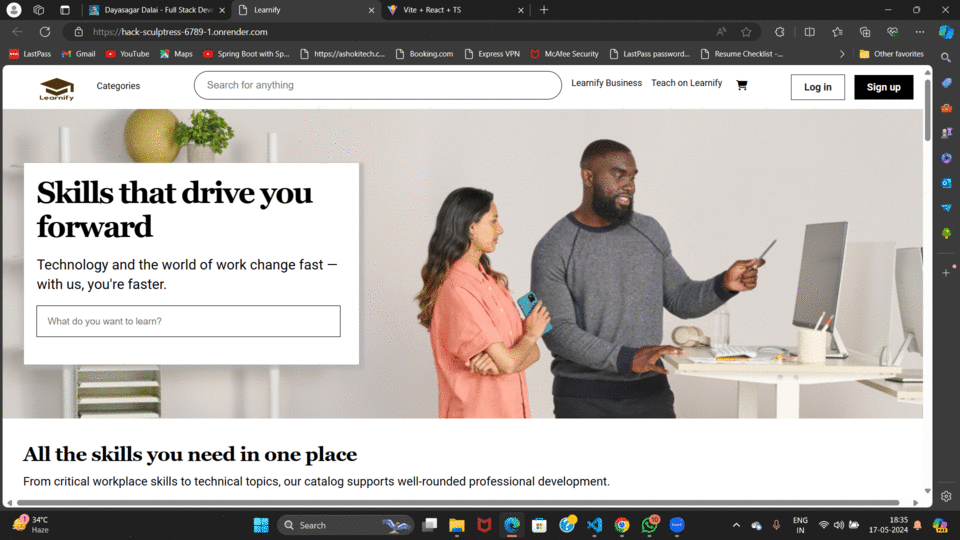 Dayasagar Dalai - Full Stack Deve
Learnify
Vite + React + TS
https://hack-sculptress-6789-1.onrender.com
LastPass
Gmail
YouTube
Maps
Spring Boot with Sp...
https://ashokitech.c...
Booking.com
Express VPN
McAfee Security
LastPass password...
Resume Checklist -...
Other favorites
Learnify
Categories
Search for anything
Learnify Business
Teach on Learnify
Log in
Sign up
Skills that drive you
forward
Technology and the world of work change fast —
with us, you're faster.
What do you want to learn?
All the skills you need in one place
From critical workplace skills to technical topics, our catalog supports well-rounded professional development.
1
34°C
Haze
Search
10
ENG
IN
18:35
17-05-2024